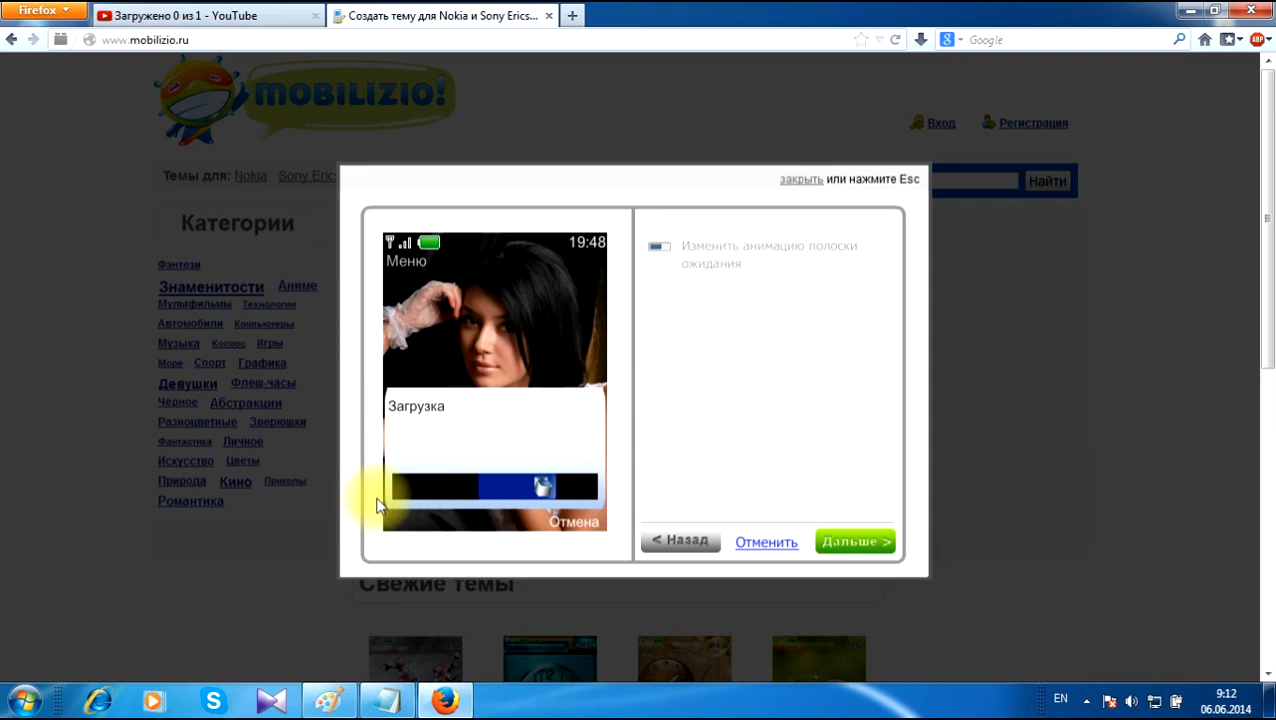 Firefox
Загружено 0 из 1 - YouTube
Создать тему для Nokia и Sony Erics...
www.mobilizio.ru
Google
ABP
MOBILIZIO!
Вход
Регистрация
Темы для: Nokia Sony Eric
закрыть или нажмите Esc
Найти
Категории
Фэнтези
Знаменитости Аниме
Мультфильмы Технологии
Автомобили Компьютеры
Музыка Космос Игры
Море Спорт Графика
Девушки Флеш-часы
Чёрное Абстракции
Разноцветные Зверюшки
Фантастика Личное
Искусство Цветы
Природа Кино Приколы
Романтика
19:48
Меню
Загрузка
Отмена
Изменить анимацию полоски
ожидания
< Назад
Отменить
Дальше >
Свежие темы
EN
9:12
06.06.2014